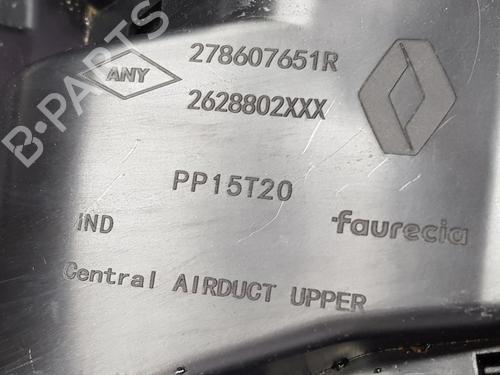 B-PARTS
ANY
278607651R
2628802XXX
PP15T20
IND
faurecia
Central AIRDUCT UPPER